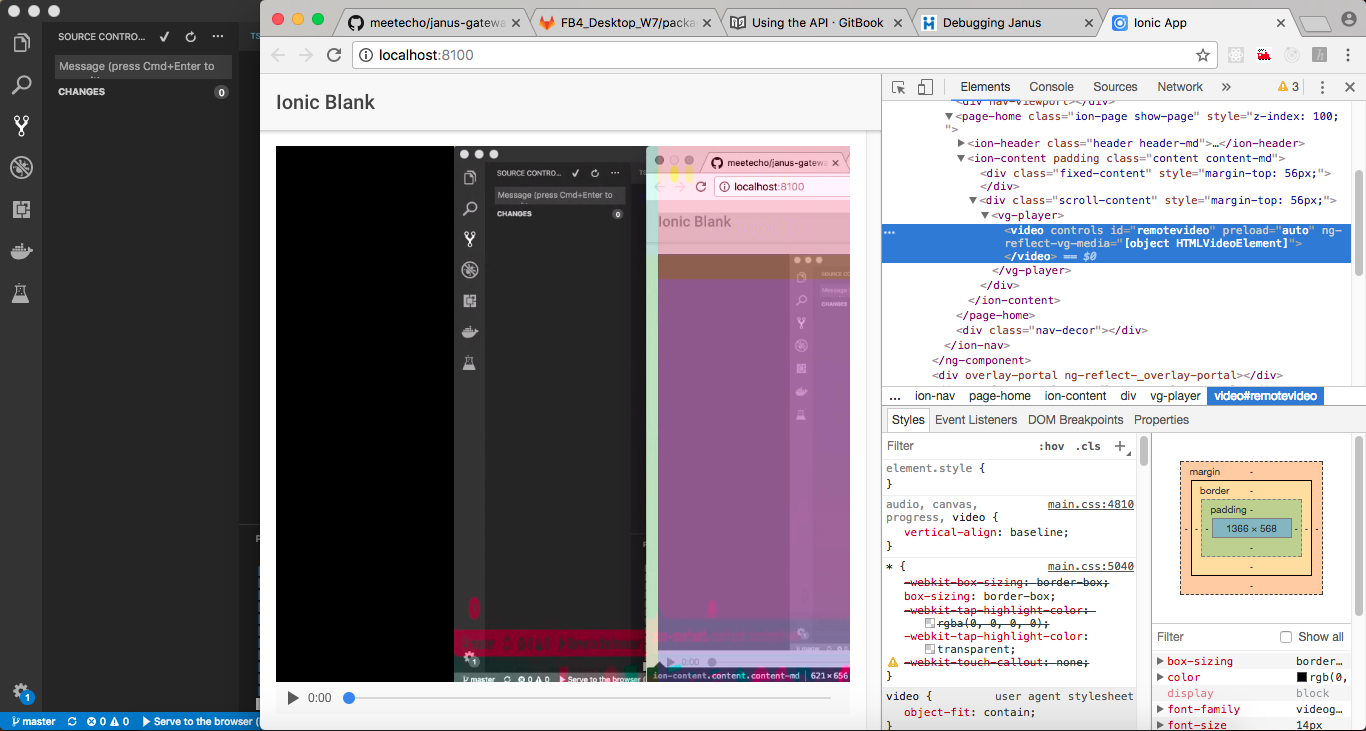 SOURCE CONTRO...
Message (press Cmd+Enter to
CHANGES
0
TS
meetecho/janus-gatewa
FB4_Desktop_W7/packa
Using the API · GitBook
Debugging Janus
Ionic App
localhost:8100
Ionic Blank
SOURCE CONTRO...
Message (press Cmd+Enter to
CHANGES
0
meetecho/janus-gatewa
localhost:8100
Ionic Blank
CHANGES
0:00
ion-content.content.content-md | 621×656
master
0 0
Serve to the browser
0:00
Elements
Console
Sources
Network
»
3
<div nav-viewport></div>
<page-home class="ion-page show-page" style="z-index: 100;
">
<ion-header class="header header-md">…</ion-header>
<ion-content padding class="content content-md">
<div class="fixed-content" style="margin-top: 56px;">
</div>
<div class="scroll-content" style="margin-top: 56px;">
<vg-player>
<video controls id="remotevideo" preload="auto" ng-
reflect-vg-media="[object HTMLVideoElement]">
</video> == $0
</vg-player>
</div>
</ion-content>
</page-home>
<div class="nav-decor"></div>
</ion-nav>
</ng-component>
<div overlay-portal ng-reflect-_overlay-portal></div>
... ion-nav page-home ion-content div vg-player video#remotevideo
Styles Event Listeners DOM Breakpoints Properties
Filter :hov .cls +
element.style {
}
audio, canvas, main.css:4810
progress, video {
vertical-align: baseline;
}
* { main.css:5040
-webkit-box-sizing: border-box;
box-sizing: border-box;
-webkit-tap-highlight-color:
rgba(0, 0, 0, 0);
-webkit-tap-highlight-color:
transparent;
-webkit-touch-callout: none;
}
video { user agent stylesheet
object-fit: contain;
}
margin -
border -
padding -
- - - 1366 × 568 - - -
-
-
-
Filter Show all
box-sizing border…
color rgb(0,
display block
font-family videog…
font-size 14px
1
master 0 0 Serve to the browser (